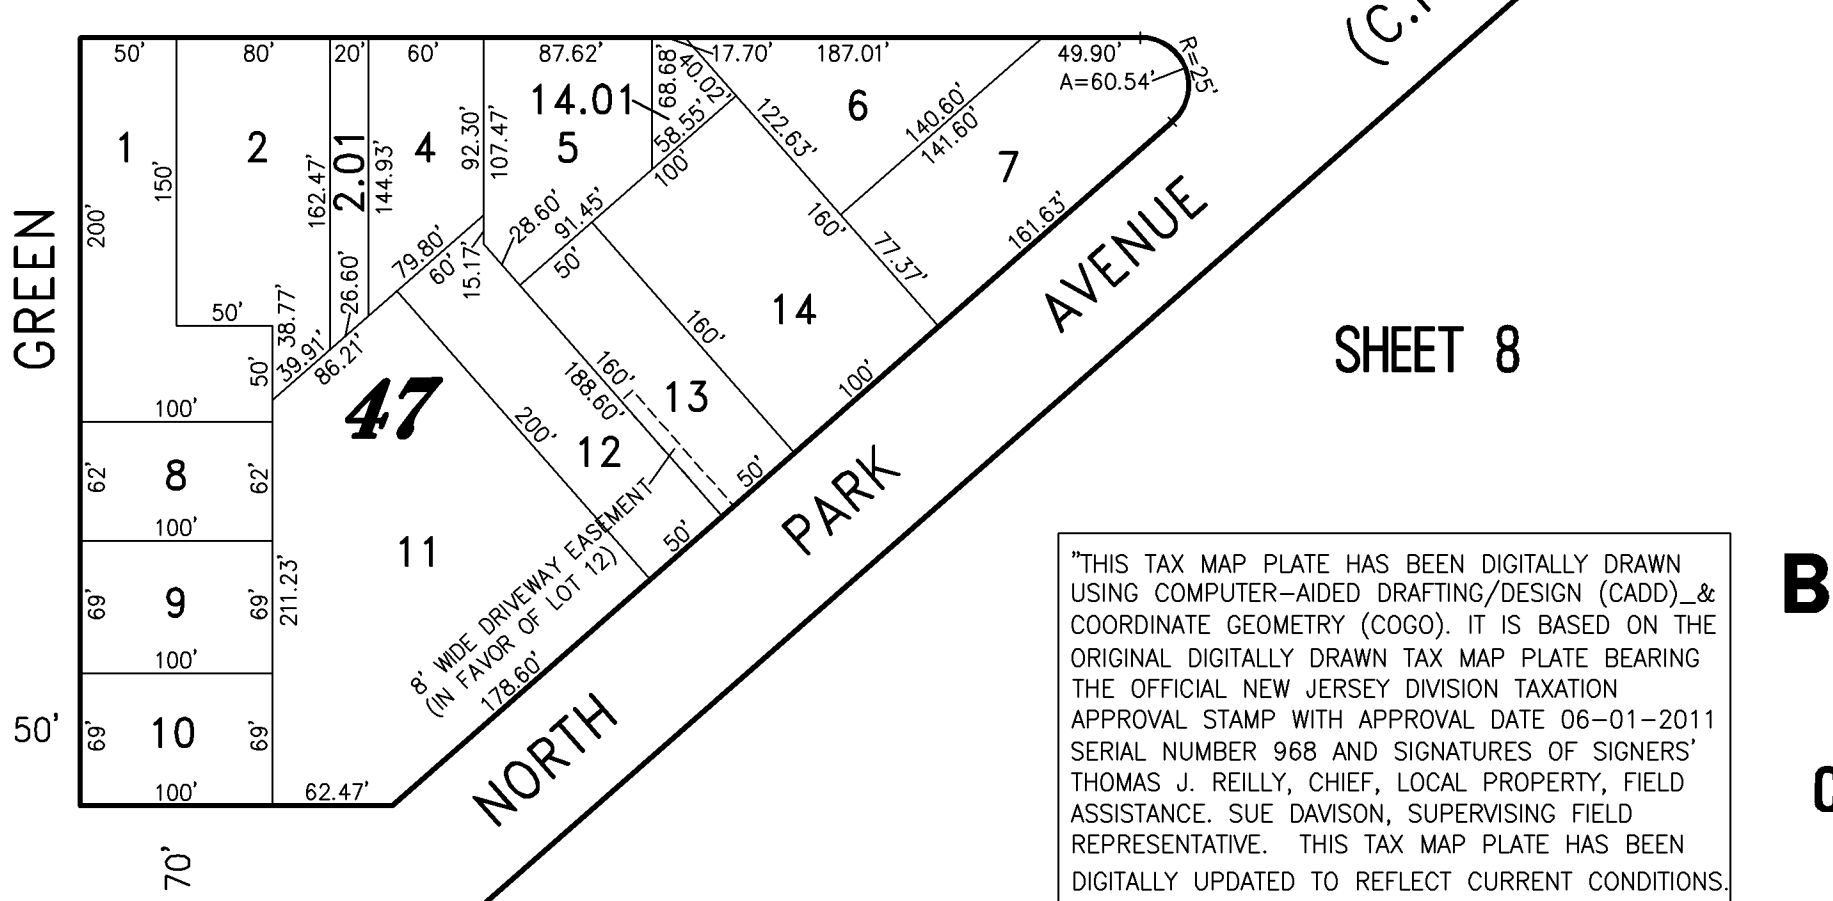 50' 80' 20' 60' 87.62' 17.70' 187.01' 49.90'
R=25'
A=60.54'
(C.
68.68'
40.02'
14.01
58.55'
100'
1
2
2.01
4
5
6
7
150'
200'
162.47'
144.93'
92.30'
107.47'
122.63'
140.60'
141.60'
161.63'
160'
77.37'
GREEN
79.80'
60'
15.17'
28.60'
91.45'
50'
26.60'
50'
38.77'
39.91'
86.21'
50'
47
160'
14
100'
160'
188.60'
13
200'
12
50'
50'
100'
62' 8 62'
100'
69' 9 69'
211.23'
100'
69' 10 69'
100'
62.47'
11
8' WIDE DRIVEWAY EASEMENT
(IN FAVOR OF LOT 12)
178.60'
NORTH
PARK
AVENUE
50'
70'
SHEET 8
"THIS TAX MAP PLATE HAS BEEN DIGITALLY DRAWN
USING COMPUTER-AIDED DRAFTING/DESIGN (CADD)_&
COORDINATE GEOMETRY (COGO). IT IS BASED ON THE
ORIGINAL DIGITALLY DRAWN TAX MAP PLATE BEARING
THE OFFICIAL NEW JERSEY DIVISION TAXATION
APPROVAL STAMP WITH APPROVAL DATE 06-01-2011
SERIAL NUMBER 968 AND SIGNATURES OF SIGNERS'
THOMAS J. REILLY, CHIEF, LOCAL PROPERTY, FIELD
ASSISTANCE. SUE DAVISON, SUPERVISING FIELD
REPRESENTATIVE. THIS TAX MAP PLATE HAS BEEN
DIGITALLY UPDATED TO REFLECT CURRENT CONDITIONS.
B